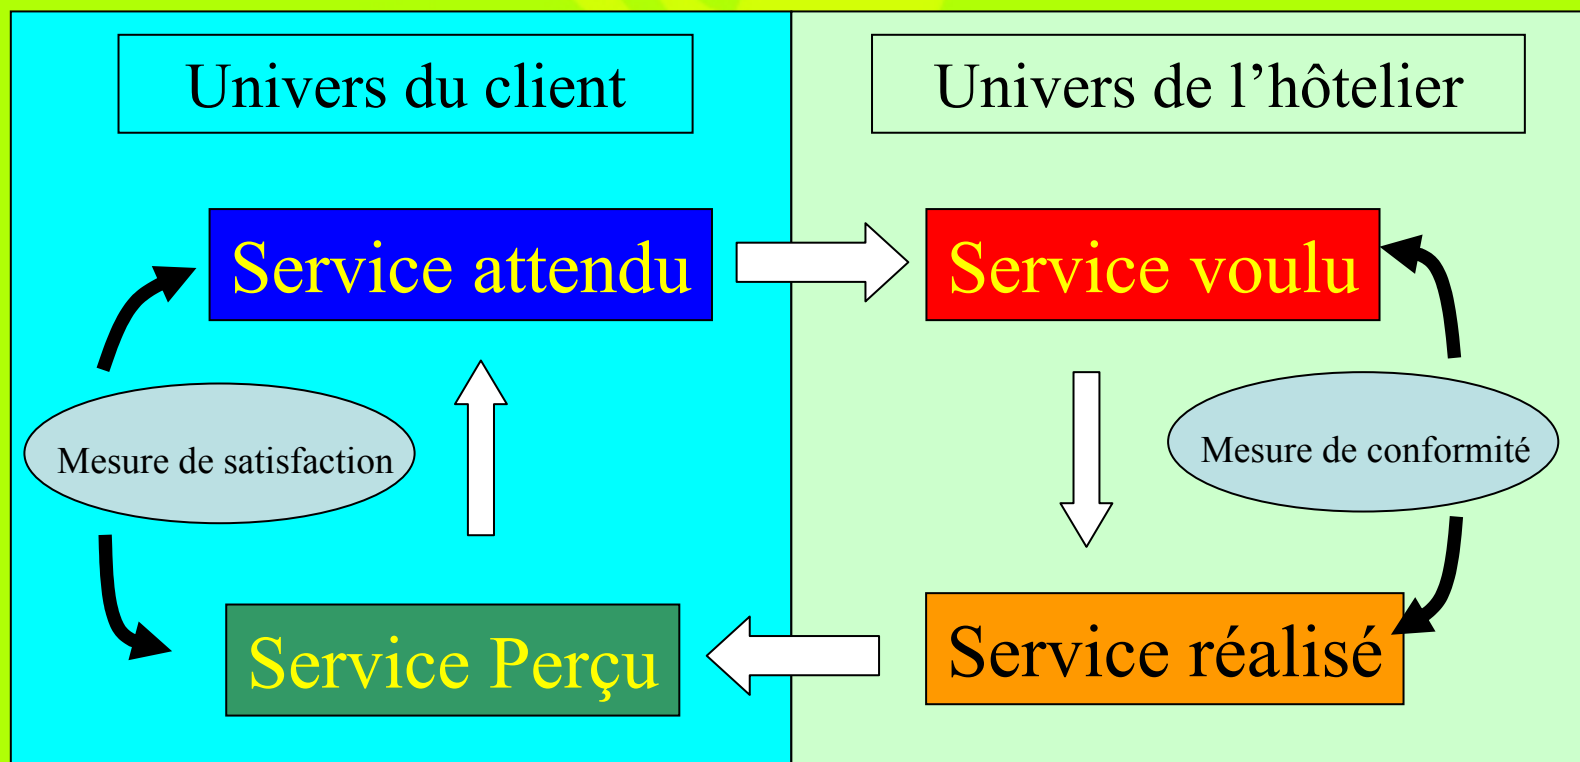 Univers du client
Univers de l’hôtelier
Service attendu
Service voulu
Mesure de satisfaction
Mesure de conformité
Service Perçu
Service réalisé